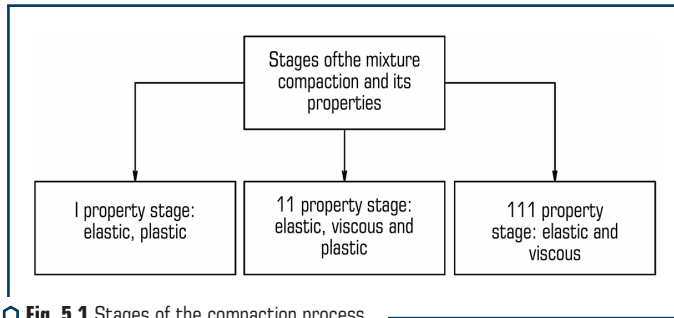 Stages ofthe mixture
compaction and its
properties
I property stage:
elastic, plastic
11 property stage:
elastic, viscous and
plastic
111 property
stage: elastic and
viscous
Fig. 5.1 Stages of the compaction process